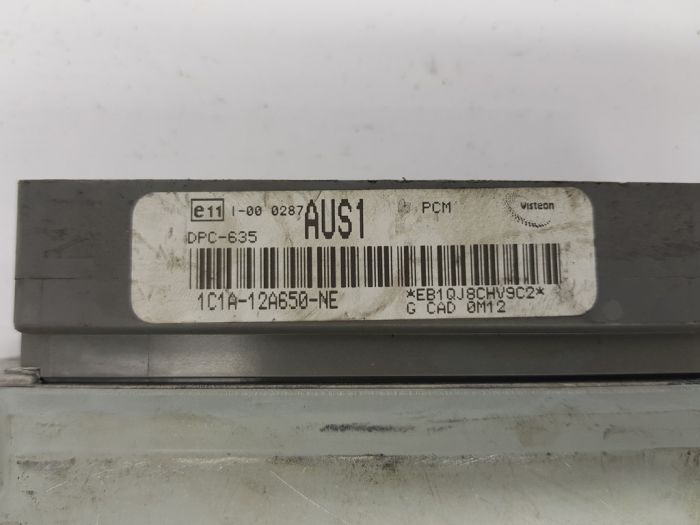 e11 I-00 0287 AUS1 PCM Visteon
DPC-635
1C1A-12A650-NE *EB1QJ8CHV9C2*
G CAD 0M12